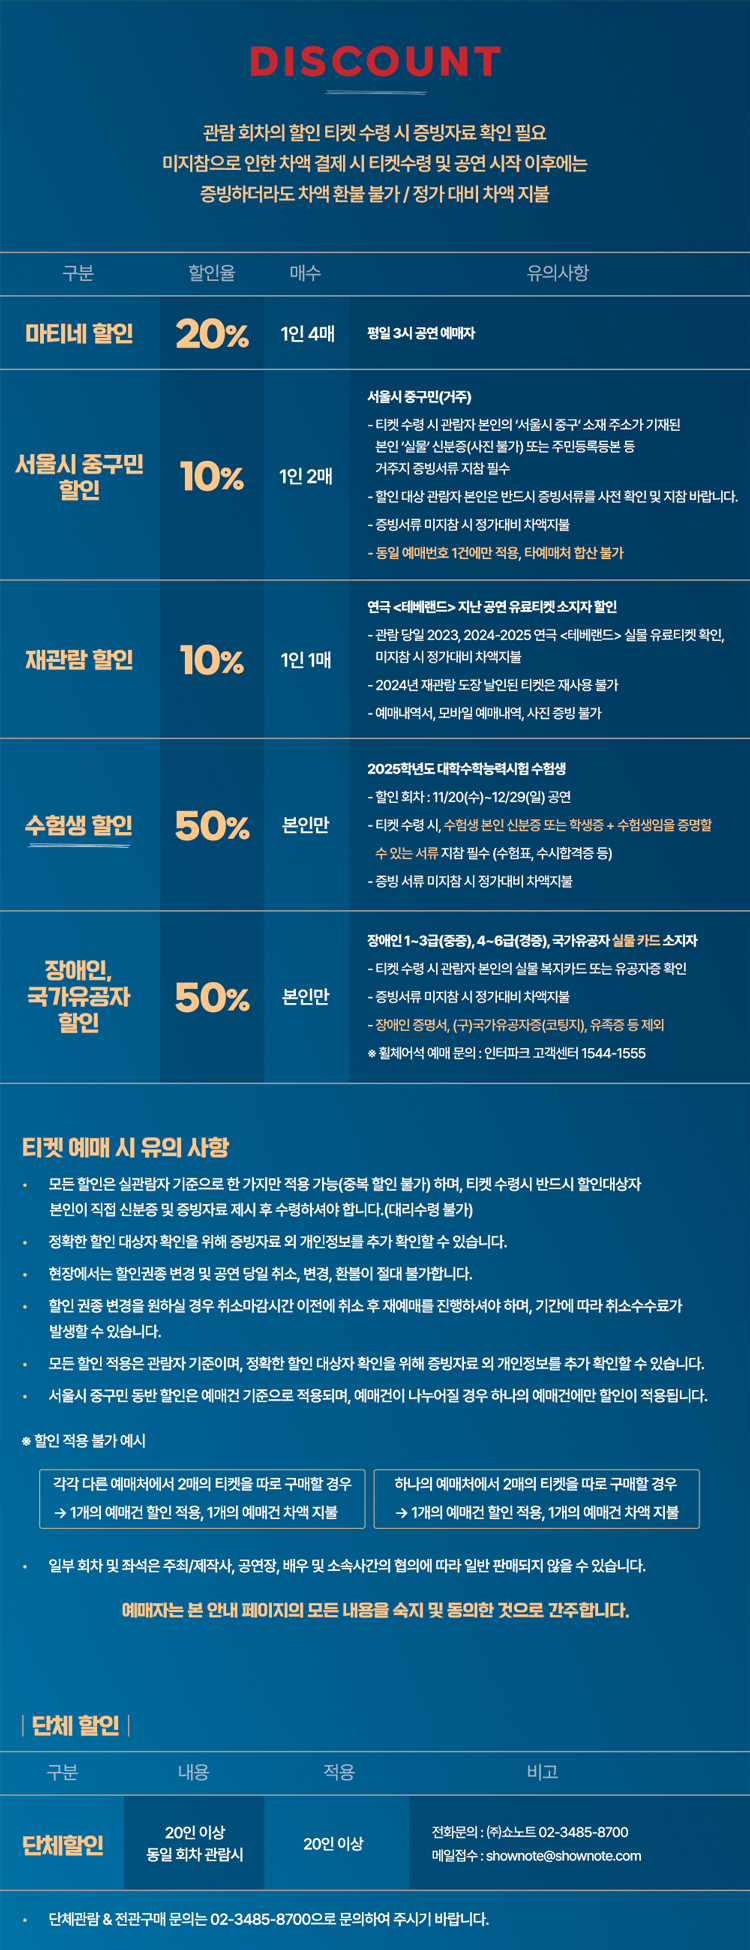 DISCOUNT
관람 회차의 할인 티켓 수령 시 증빙자료 확인 필요
미지참으로 인한 차액 결제 시 티켓수령 및 공연 시작 이후에는
증빙하더라도 차액 환불 불가 / 정가 대비 차액 지불
구분 할인율 매수 유의사항
마티네 할인 20% 1인 4매 평일 3시 공연 예매자
서울시 중구민
할인
10%
1인 2매
서울시 중구민(거주)
- 티켓 수령 시 관람자 본인의 '서울시 중구' 소재 주소가 기재된
본인 '실물' 신분증(사진 불가) 또는 주민등록등본 등
거주지 증빙서류 지참 필수
- 할인 대상 관람자 본인은 반드시 증빙서류를 사전 확인 및 지참 바랍니다.
- 증빙서류 미지참 시 정가대비 차액지불
- 동일 예매번호 1건에만 적용, 타예매처 합산 불가
재관람 할인
10%
1인 1매
연극 <테베랜드> 지난 공연 유료티켓 소지자 할인
- 관람 당일 2023, 2024-2025 연극 <테베랜드> 실물 유료티켓 확인,
미지참 시 정가대비 차액지불
- 2024년 재관람 도장 날인된 티켓은 재사용 불가
- 예매내역서, 모바일 예매내역, 사진 증빙 불가
수험생 할인
50%
본인만
2025학년도 대학수학능력시험 수험생
- 할인 회차 : 11/20(수)~12/29(일) 공연
- 티켓 수령 시, 수험생 본인 신분증 또는 학생증 + 수험생임을 증명할
수 있는 서류 지참 필수 (수험표, 수시합격증 등)
- 증빙 서류 미지참 시 정가대비 차액지불
장애인,
국가유공자
할인
50%
본인만
장애인 1~3급(중증), 4~6급(경증), 국가유공자 실물 카드 소지자
- 티켓 수령 시 관람자 본인의 실물 복지카드 또는 유공자증 확인
- 증빙서류 미지참 시 정가대비 차액지불
- 장애인 증명서, (구)국가유공자증(코팅지), 유족증 등 제외
※ 휠체어석 예매 문의 : 인터파크 고객센터 1544-1555
티켓 예매 시 유의 사항
• 모든 할인은 실관람자 기준으로 한 가지만 적용 가능(중복 할인 불가) 하며, 티켓 수령시 반드시 할인대상자
본인이 직접 신분증 및 증빙자료 제시 후 수령하셔야 합니다.(대리수령 불가)
• 정확한 할인 대상자 확인을 위해 증빙자료 외 개인정보를 추가 확인할 수 있습니다.
• 현장에서는 할인권종 변경 및 공연 당일 취소, 변경, 환불이 절대 불가합니다.
• 할인 권종 변경을 원하실 경우 취소마감시간 이전에 취소 후 재예매를 진행하셔야 하며, 기간에 따라 취소수수료가
발생할 수 있습니다.
• 모든 할인 적용은 관람자 기준이며, 정확한 할인 대상자 확인을 위해 증빙자료 외 개인정보를 추가 확인할 수 있습니다.
• 서울시 중구민 동반 할인은 예매건 기준으로 적용되며, 예매건이 나누어질 경우 하나의 예매건에만 할인이 적용됩니다.
※ 할인 적용 불가 예시
각각 다른 예매처에서 2매의 티켓을 따로 구매할 경우
→ 1개의 예매건 할인 적용, 1개의 예매건 차액 지불
하나의 예매처에서 2매의 티켓을 따로 구매할 경우
→ 1개의 예매건 할인 적용, 1개의 예매건 차액 지불
• 일부 회차 및 좌석은 주최/제작사, 공연장, 배우 및 소속사간의 협의에 따라 일반 판매되지 않을 수 있습니다.
예매자는 본 안내 페이지의 모든 내용을 숙지 및 동의한 것으로 간주합니다.
| 단체 할인 |
구분 내용 적용 비고
단체할인
20인 이상
동일 회차 관람시
20인 이상
전화문의 : ㈜쇼노트 02-3485-8700
메일접수 : shownote@shownote.com
• 단체관람 & 전관구매 문의는 02-3485-8700으로 문의하여 주시기 바랍니다.